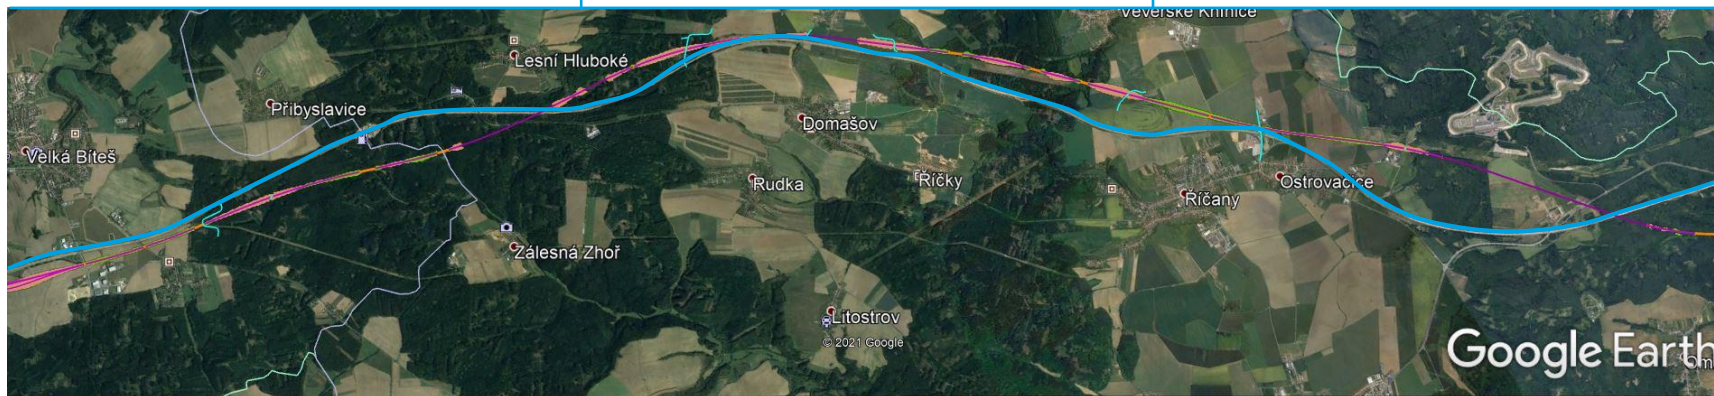 Veverské Knínice
Lesní Hluboké
Přibyslavice
Domašov
Velká Bíteš
Rudka
Říčky
Říčany
Ostrovačice
Zálesná Zhoř
Litostrov
© 2021 Google
Google Earth